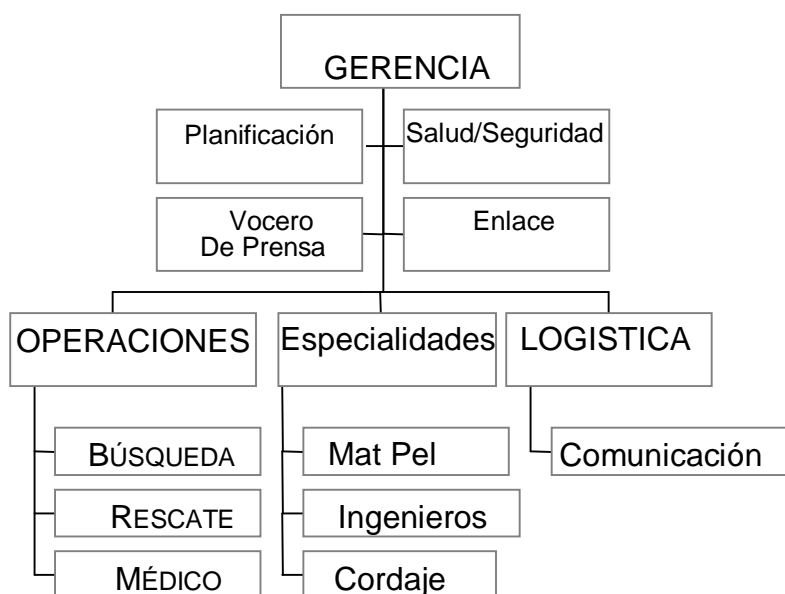 GERENCIA
Planificación
Salud/Seguridad
Vocero
De Prensa
Enlace
OPERACIONES
Especialidades
LOGISTICA
BÚSQUEDA
Mat Pel
Comunicación
RESCATE
Ingenieros
MÉDICO
Cordaje